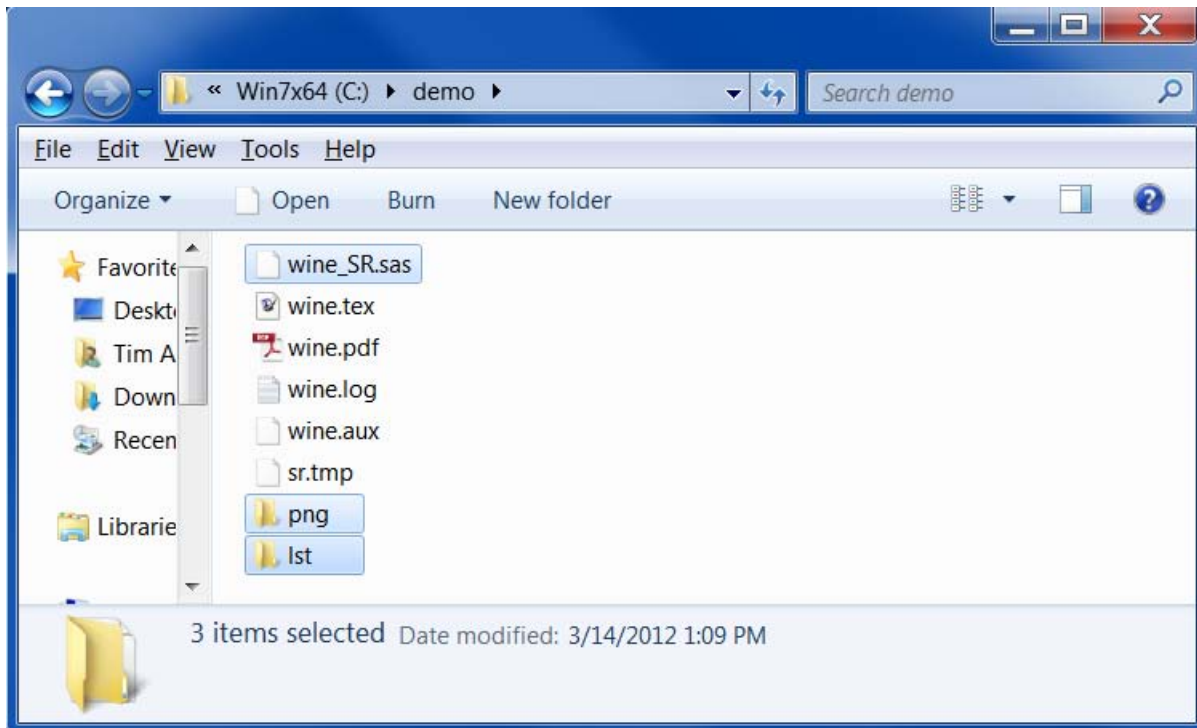 « Win7x64 (C:) ▸ demo ▸ Search demo
File Edit View Tools Help
Organize ▾ Open Burn New folder
Favorite
Deskt
Tim A
Down
Recen
Librarie
wine_SR.sas
wine.tex
wine.pdf
wine.log
wine.aux
sr.tmp
png
lst
3 items selected Date modified: 3/14/2012 1:09 PM